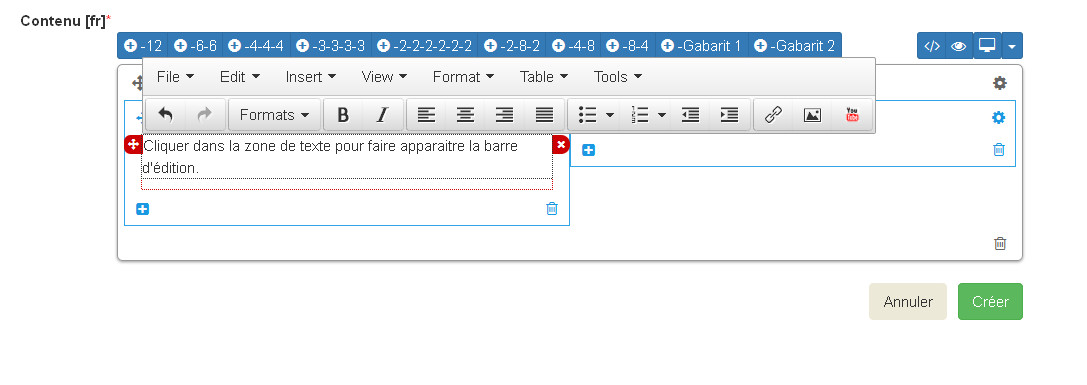 Contenu [fr]*
-12 -6-6 -4-4-4 -3-3-3-3 -2-2-2-2-2-2 -2-8-2 -4-8 -8-4 -Gabarit 1 -Gabarit 2
File Edit Insert View Format Table Tools
Formats B I You Tube
Cliquer dans la zone de texte pour faire apparaitre la barre
d'édition.
Annuler Créer